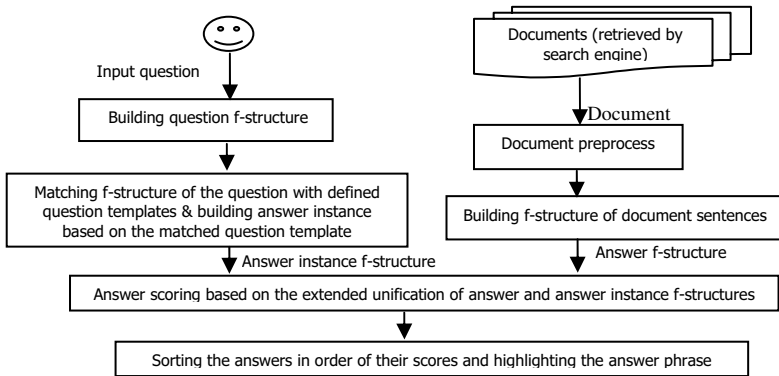 Input question
Building question f-structure
Matching f-structure of the question with defined
question templates & building answer instance
based on the matched question template
Answer instance f-structure
Documents (retrieved by
search engine)
Document
Document preprocess
Building f-structure of document sentences
Answer f-structure
Answer scoring based on the extended unification of answer and answer instance f-structures
Sorting the answers in order of their scores and highlighting the answer phrase